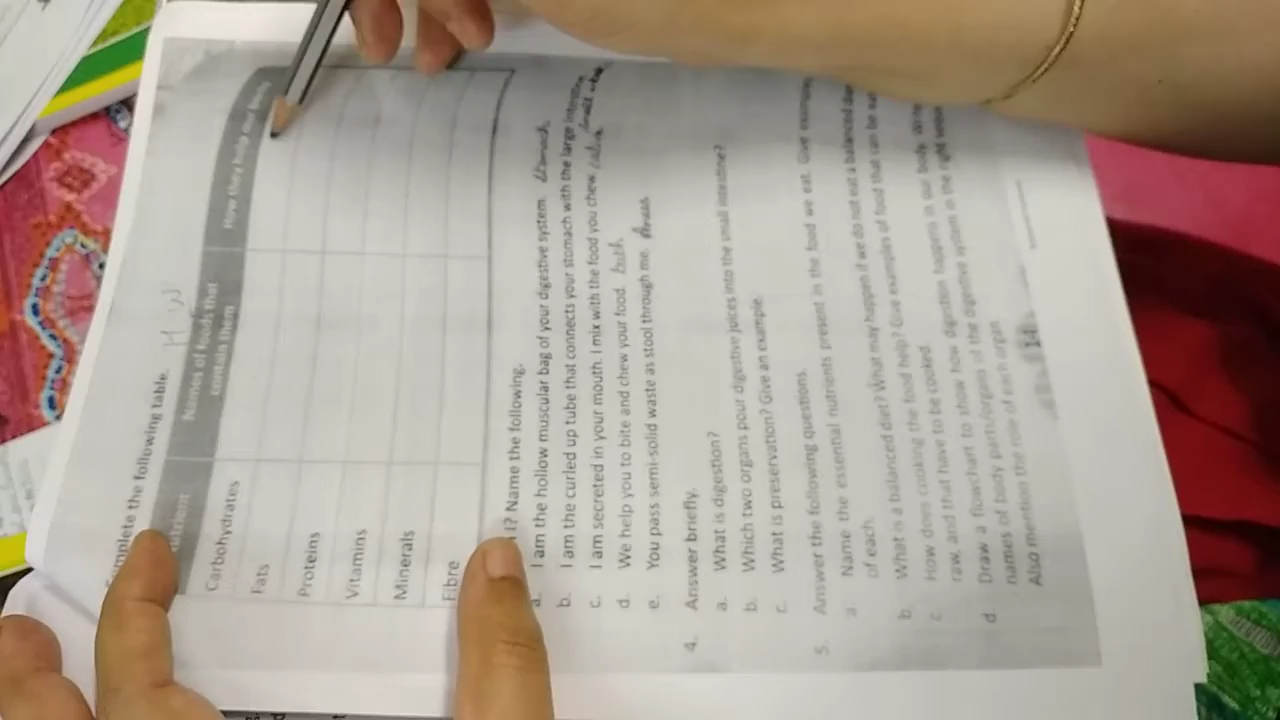 Complete the following table. H W
Nutrient Names of foods that contain them How they help our body
Carbohydrates
Fats
Proteins
Vitamins
Minerals
Fibre
I? Name the following.
a. I am the hollow muscular bag of your digestive system. Stomach
b. I am the curled up tube that connects your stomach with the large intestine.
c. I am secreted in your mouth. I mix with the food you chew.
d. We help you to bite and chew your food.
e. You pass semi-solid waste as stool through me.
4. Answer briefly.
a. What is digestion?
b. Which two organs pour digestive juices into the small intestine?
c. What is preservation? Give an example.
5. Answer the following questions.
a. Name the essential nutrients present in the food we eat. Give
of each.
b. What is a balanced diet? What may happen if we do not eat a balanced
c. How does cooking the food help? Give examples of food that can be
raw, and that have to be cooked.
d. Draw a flowchart to show how digestion happens in our body. Write
names of body parts/organs of the digestive system in the right
Also mention the role of each organ.
14